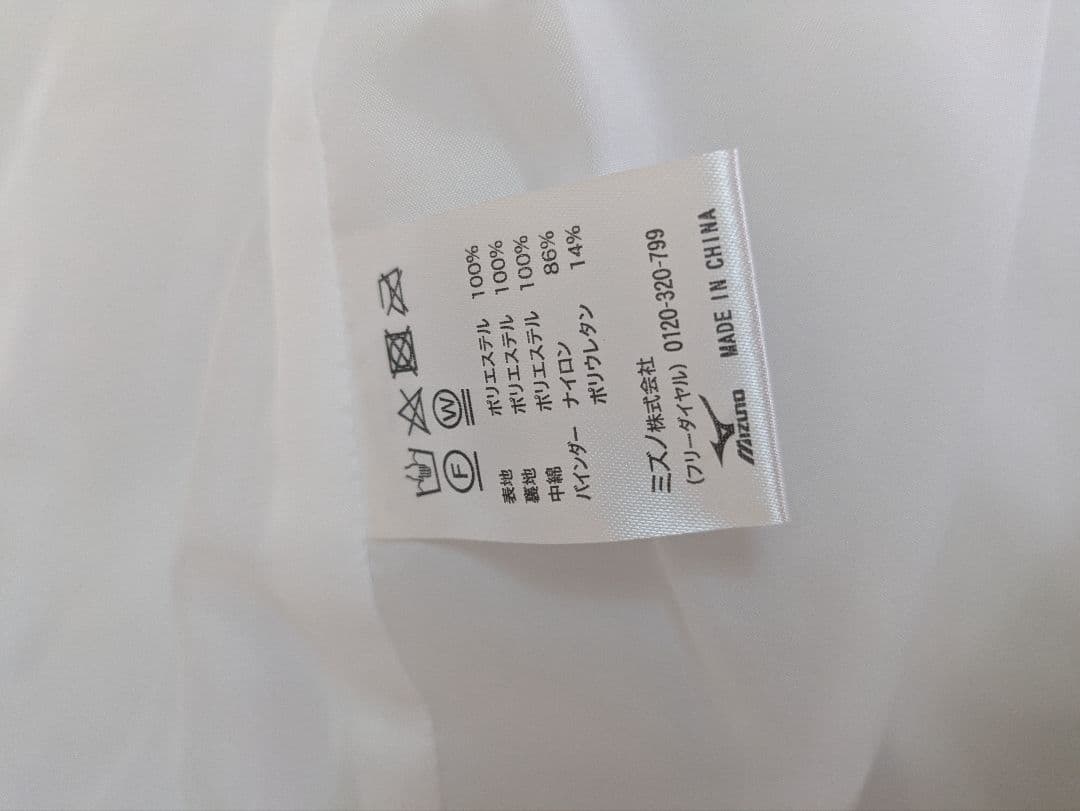 F W
表地 ポリエステル 100%
裏地 ポリエステル 100%
中綿 ポリエステル 100%
バインダー ナイロン 86%
ポリウレタン 14%
ミズノ株式会社
(フリーダイヤル) 0120-320-799
mizuno MADE IN CHINA